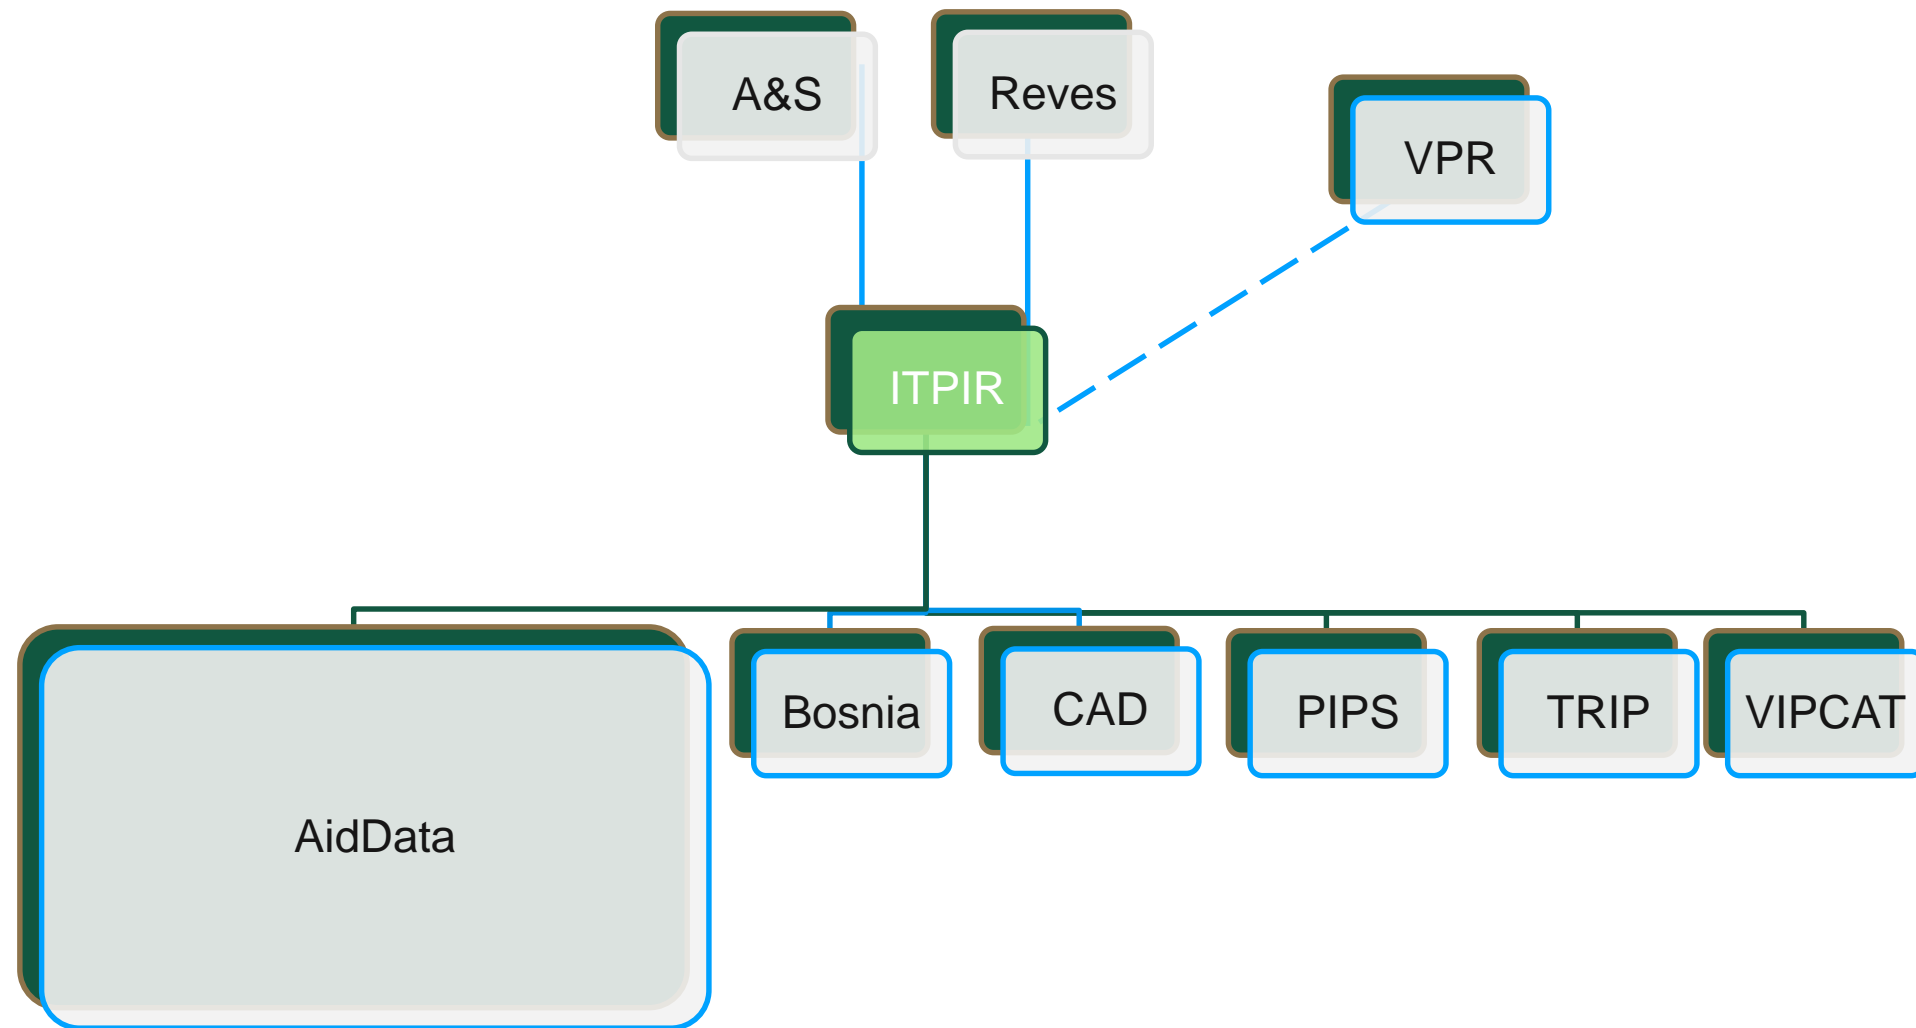 A&S
Reves
VPR
ITPIR
AidData
Bosnia
CAD
PIPS
TRIP
VIPCAT